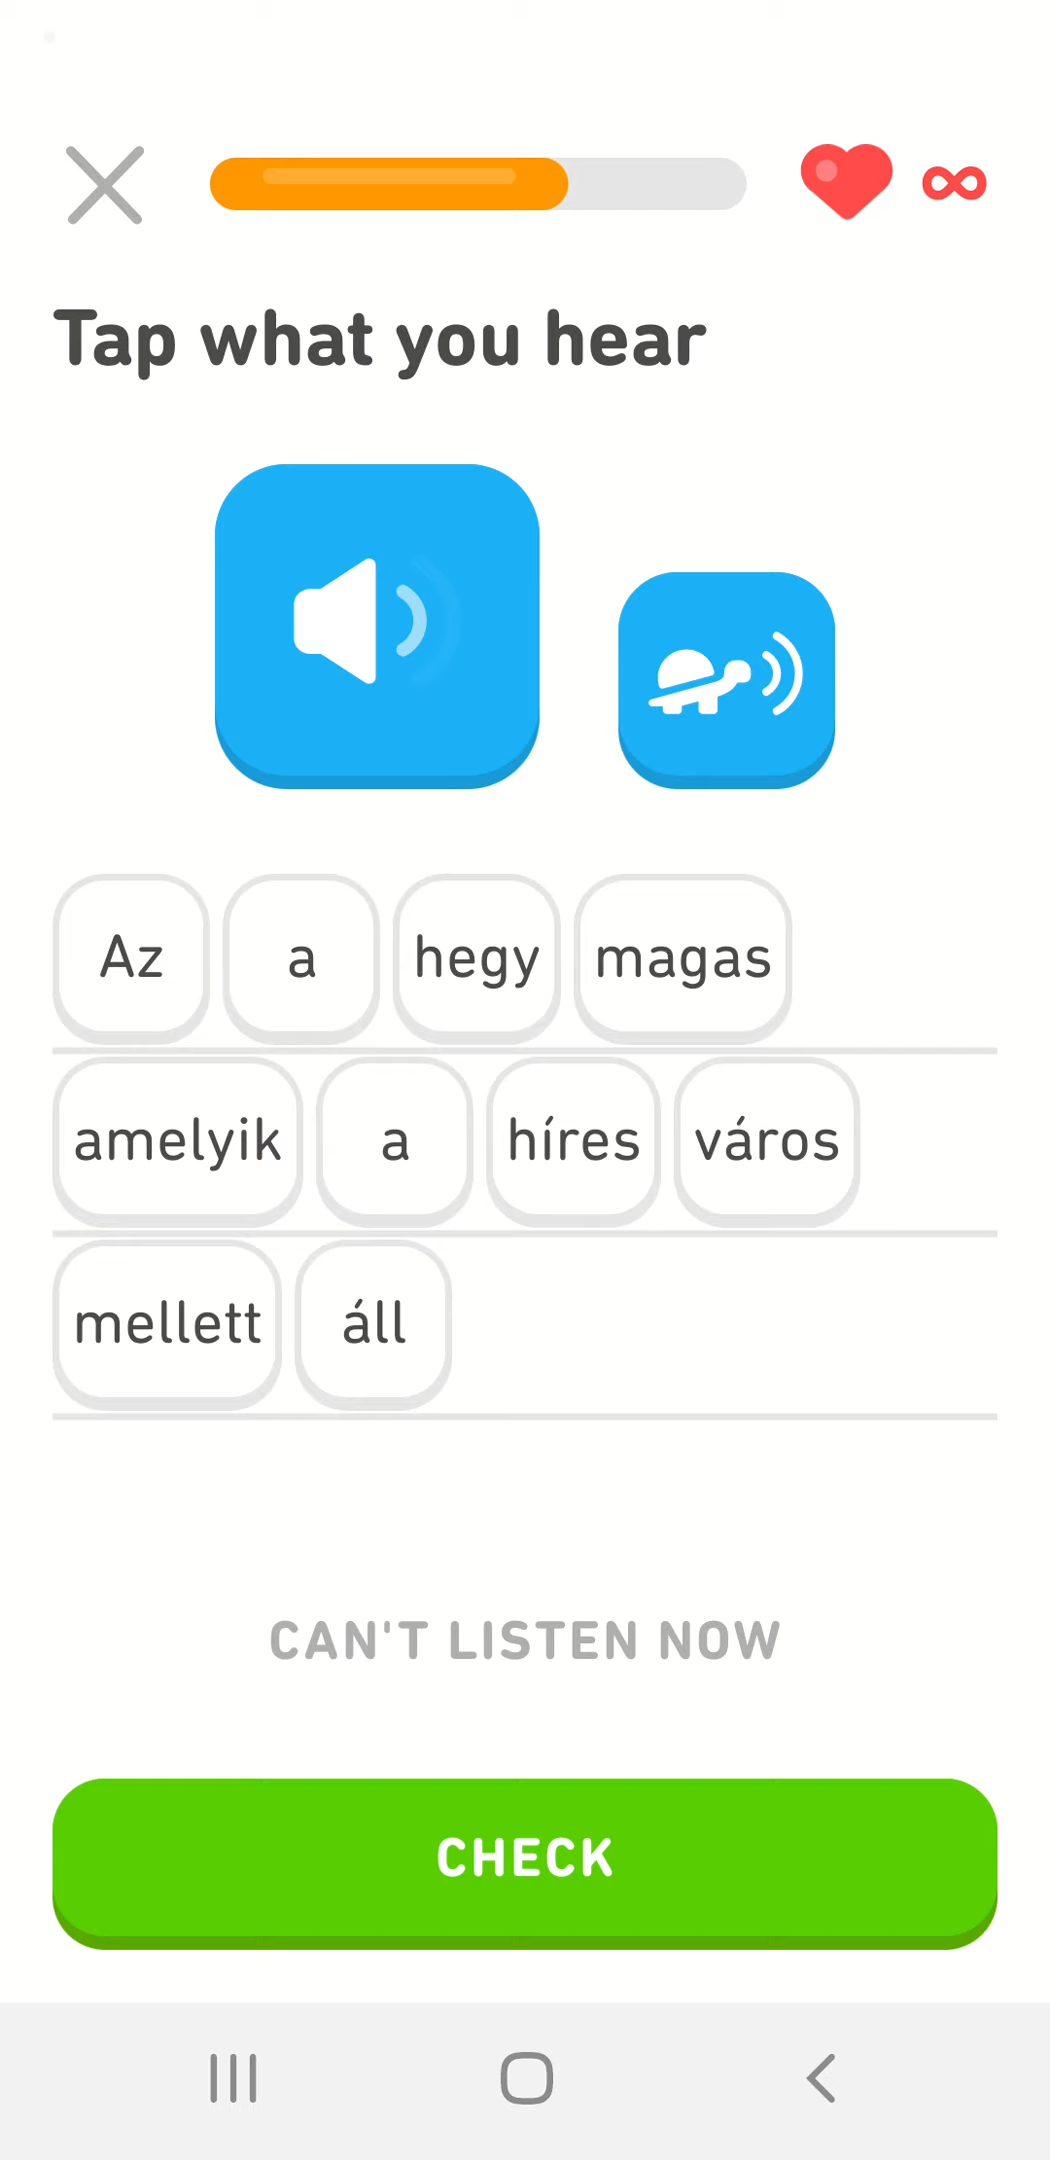 Tap what you hear
Az a hegy magas
amelyik a híres város
mellett áll
CAN'T LISTEN NOW
CHECK